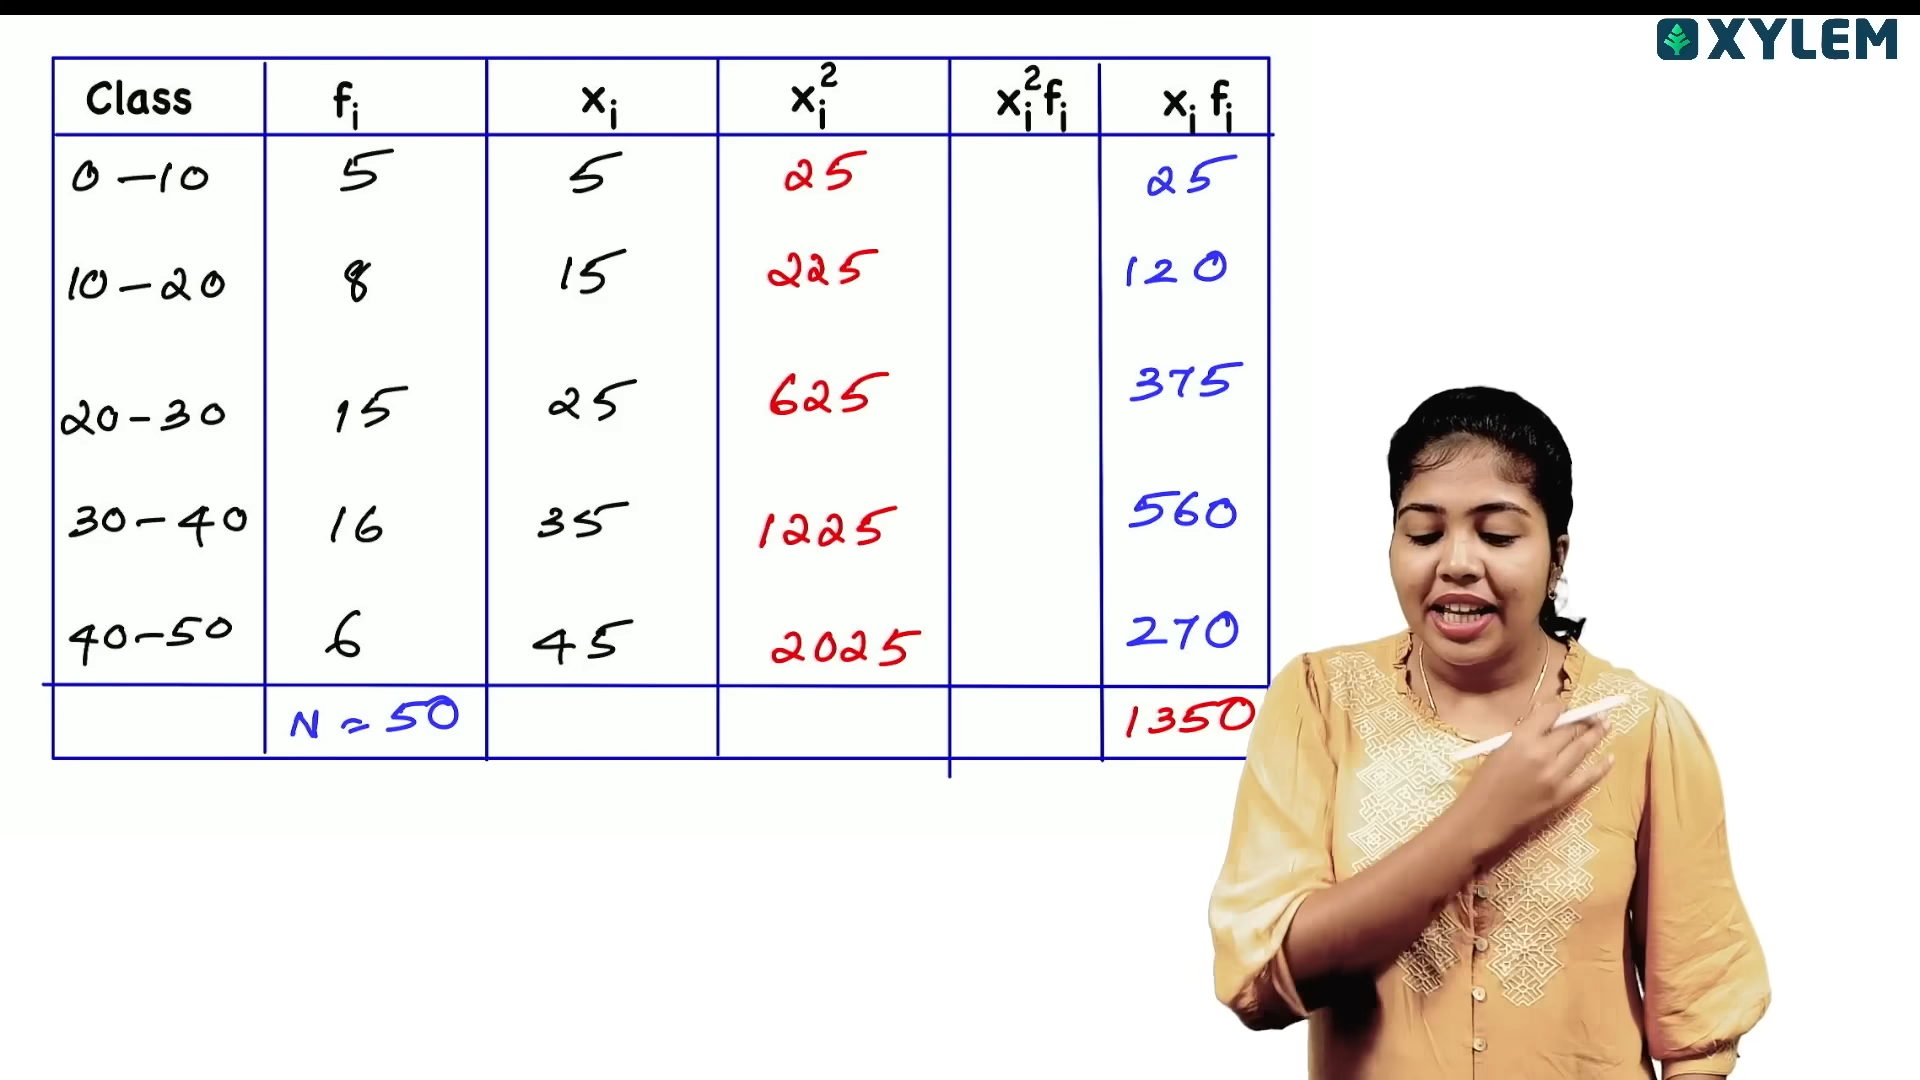 XYLEM
Class fᵢ xᵢ xᵢ² xᵢ²fᵢ xᵢ fᵢ
0-10 5 5 25 25
10-20 8 15 225 120
20-30 15 25 625 375
30-40 16 35 1225 560
40-50 6 45 2025 270
N = 50 1350